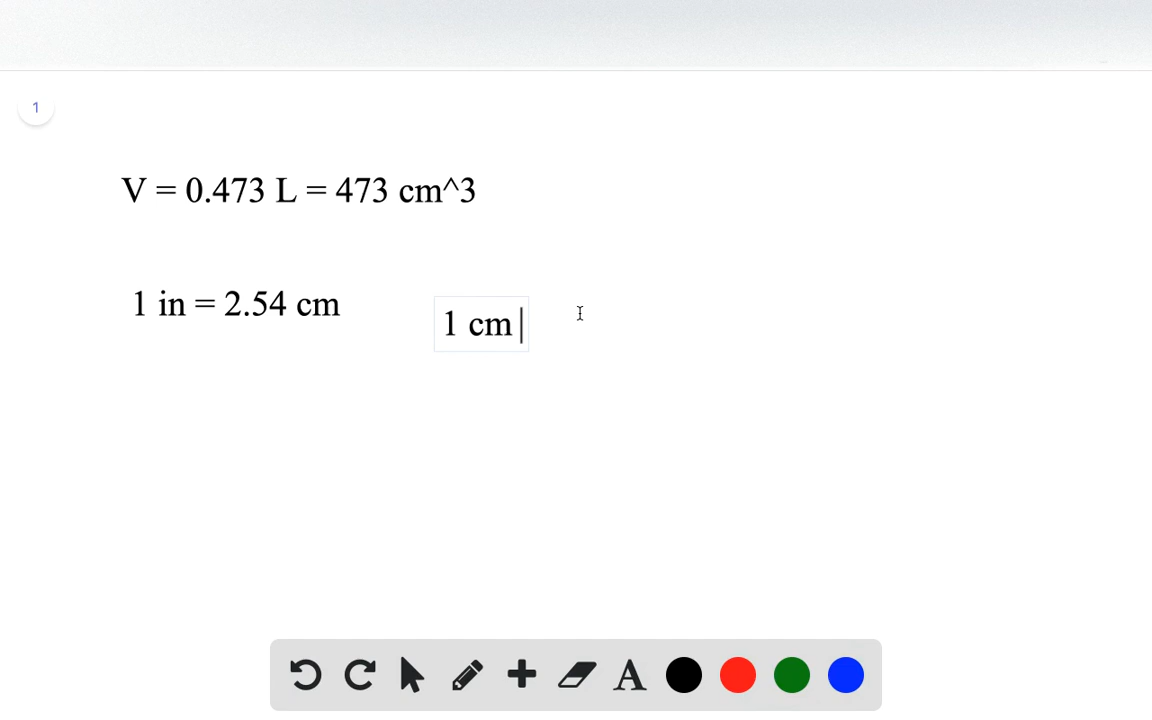 1
V = 0.473 L = 473 cm^3
1 in = 2.54 cm
1 cm
A